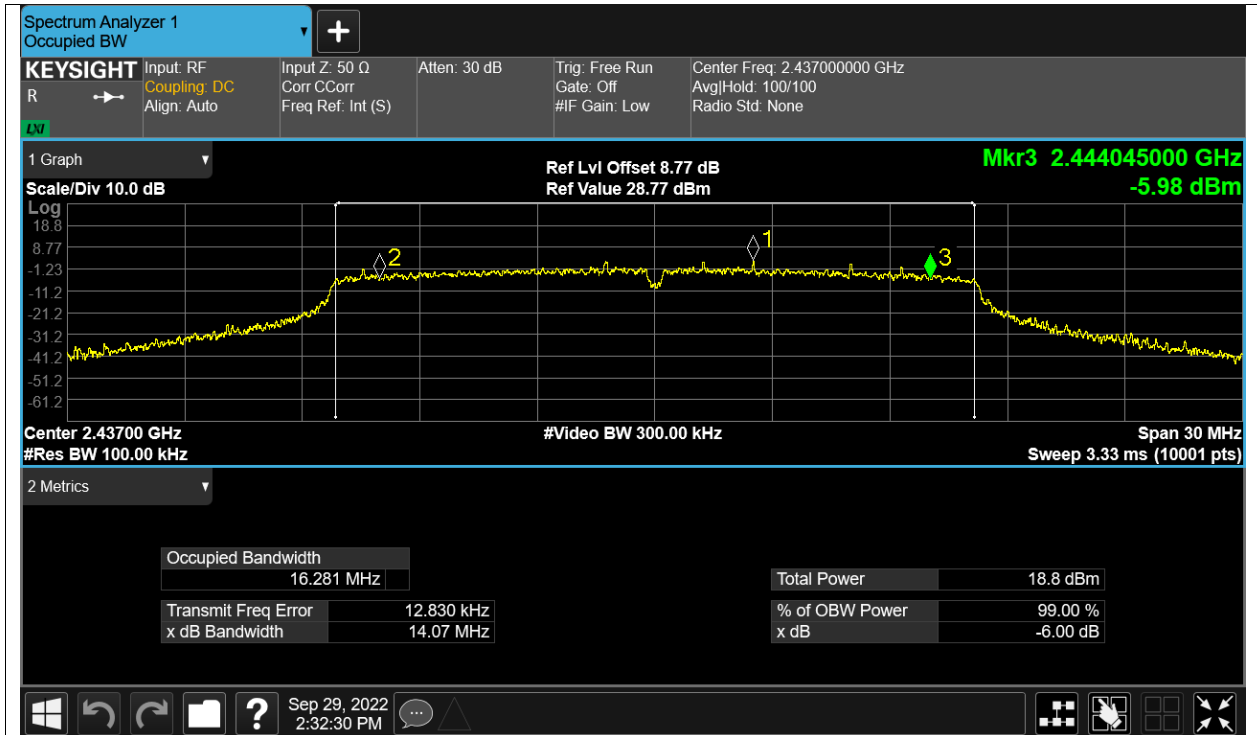 Spectrum Analyzer 1
Occupied BW
▼
+
KEYSIGHT
R
LXI
Input: RF
Coupling: DC
Align: Auto
Input Z: 50 Ω
Corr CCorr
Freq Ref: Int (S)
Atten: 30 dB
Trig: Free Run
Gate: Off
#IF Gain: Low
Center Freq: 2.437000000 GHz
Avg|Hold: 100/100
Radio Std: None
1 Graph
Scale/Div 10.0 dB
Ref Lvl Offset 8.77 dB
Ref Value 28.77 dBm
Mkr3 2.444045000 GHz
-5.98 dBm
Log
18.8
8.77
-1.23
-11.2
-21.2
-31.2
-41.2
-51.2
-61.2
2
1
3
Center 2.43700 GHz
#Res BW 100.00 kHz
#Video BW 300.00 kHz
Span 30 MHz
Sweep 3.33 ms (10001 pts)
2 Metrics
Occupied Bandwidth
16.281 MHz
Transmit Freq Error 12.830 kHz
x dB Bandwidth 14.07 MHz
Total Power 18.8 dBm
% of OBW Power 99.00 %
x dB -6.00 dB
?
Sep 29, 2022
2:32:30 PM